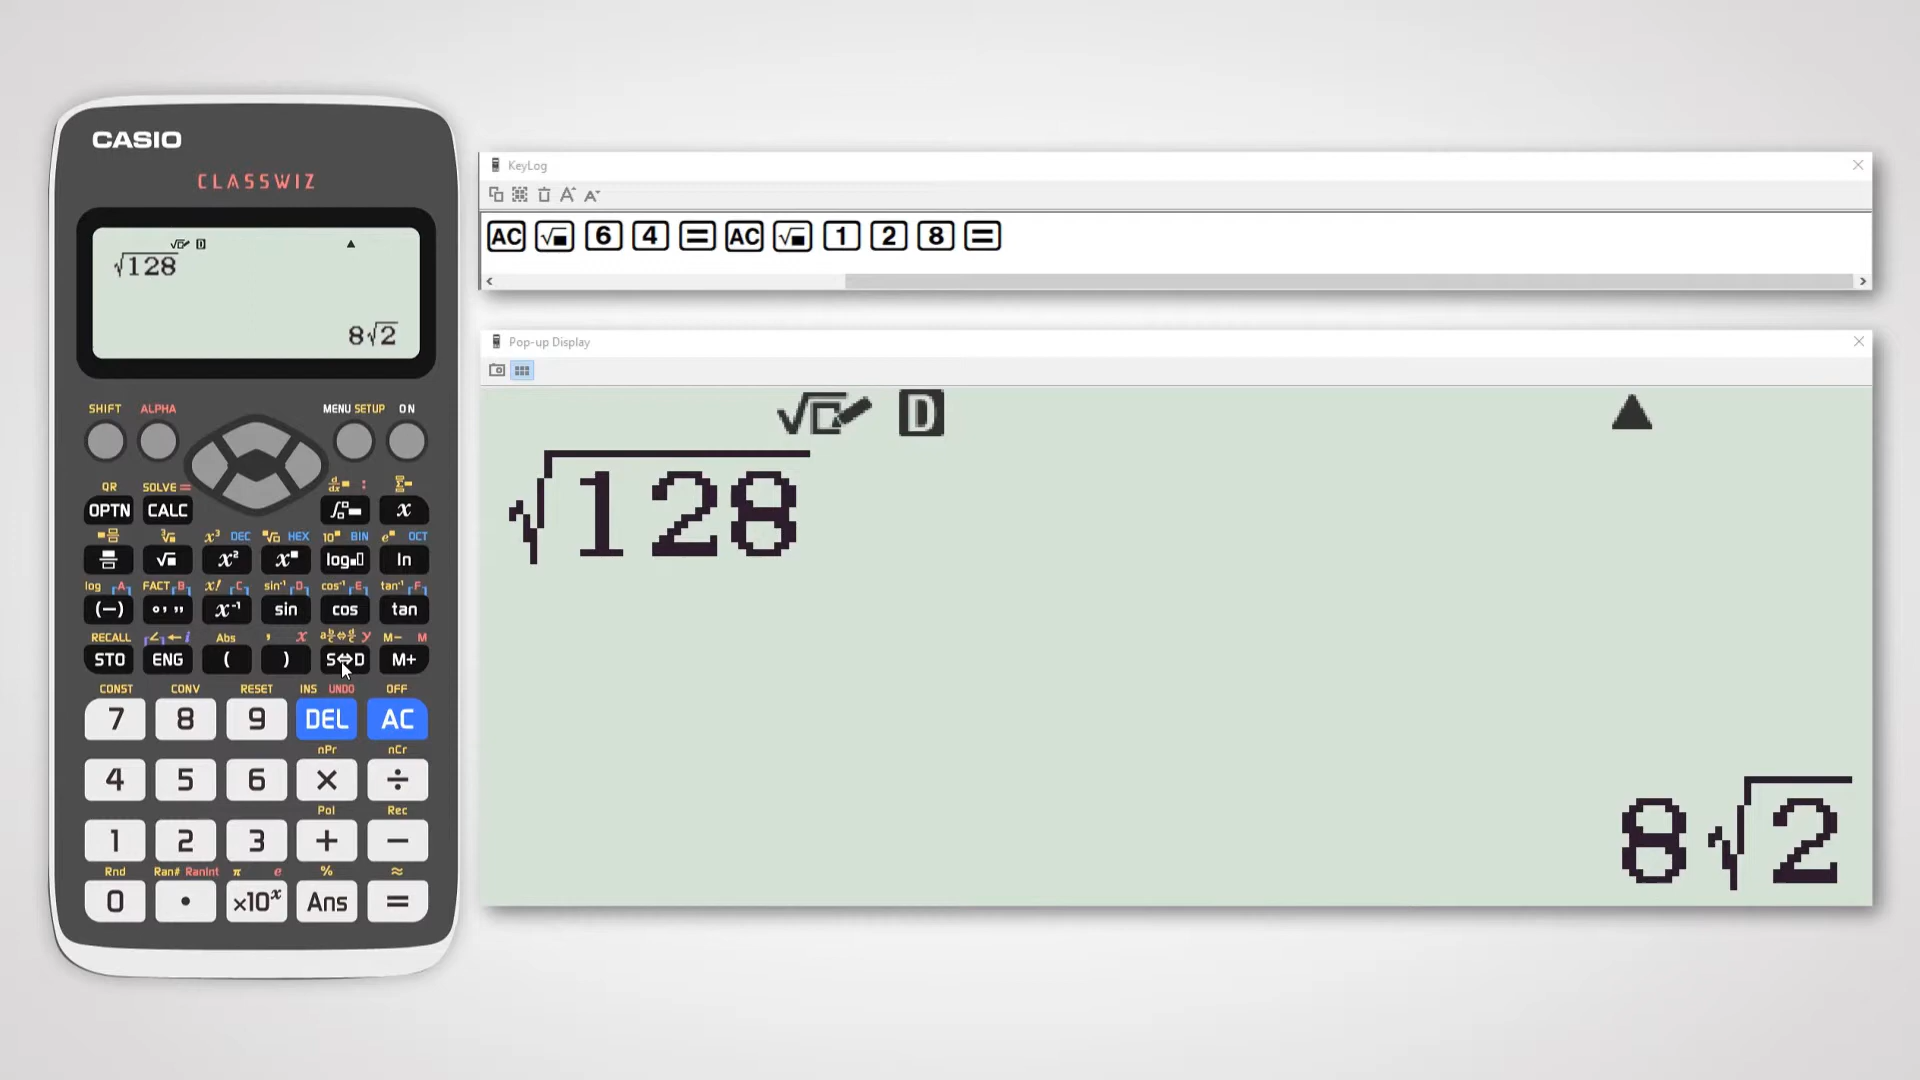 CASIO
CLASSWIZ
√128
8√2
KeyLog
AC √■ 6 4 = AC √■ 1 2 8 =
Pop-up Display
√□ D ▲
√128
8√2
SHIFT ALPHA MENU SETUP ON
QR SOLVE = d/dx■ : Σ■
OPTN CALC ∫■ x
■■/■ ³√■ x³ DEC ■√□ HEX 10■ BIN e■ OCT
■/■ √■ x² x■ log■□ ln
log A FACT B x! C sin⁻¹ D cos⁻¹ E tan⁻¹ F
(−) °’” x⁻¹ sin cos tan
RECALL ∠ ← i Abs , x a b/c⇔d/c y M− M
STO ENG ( ) S⇔D M+
CONST CONV RESET INS UNDO OFF
7 8 9 DEL AC
nPr nCr
4 5 6 × ÷
Pol Rec
1 2 3 + −
Rnd Ran# RanInt π e % ≈
0 • ×10ˣ Ans =